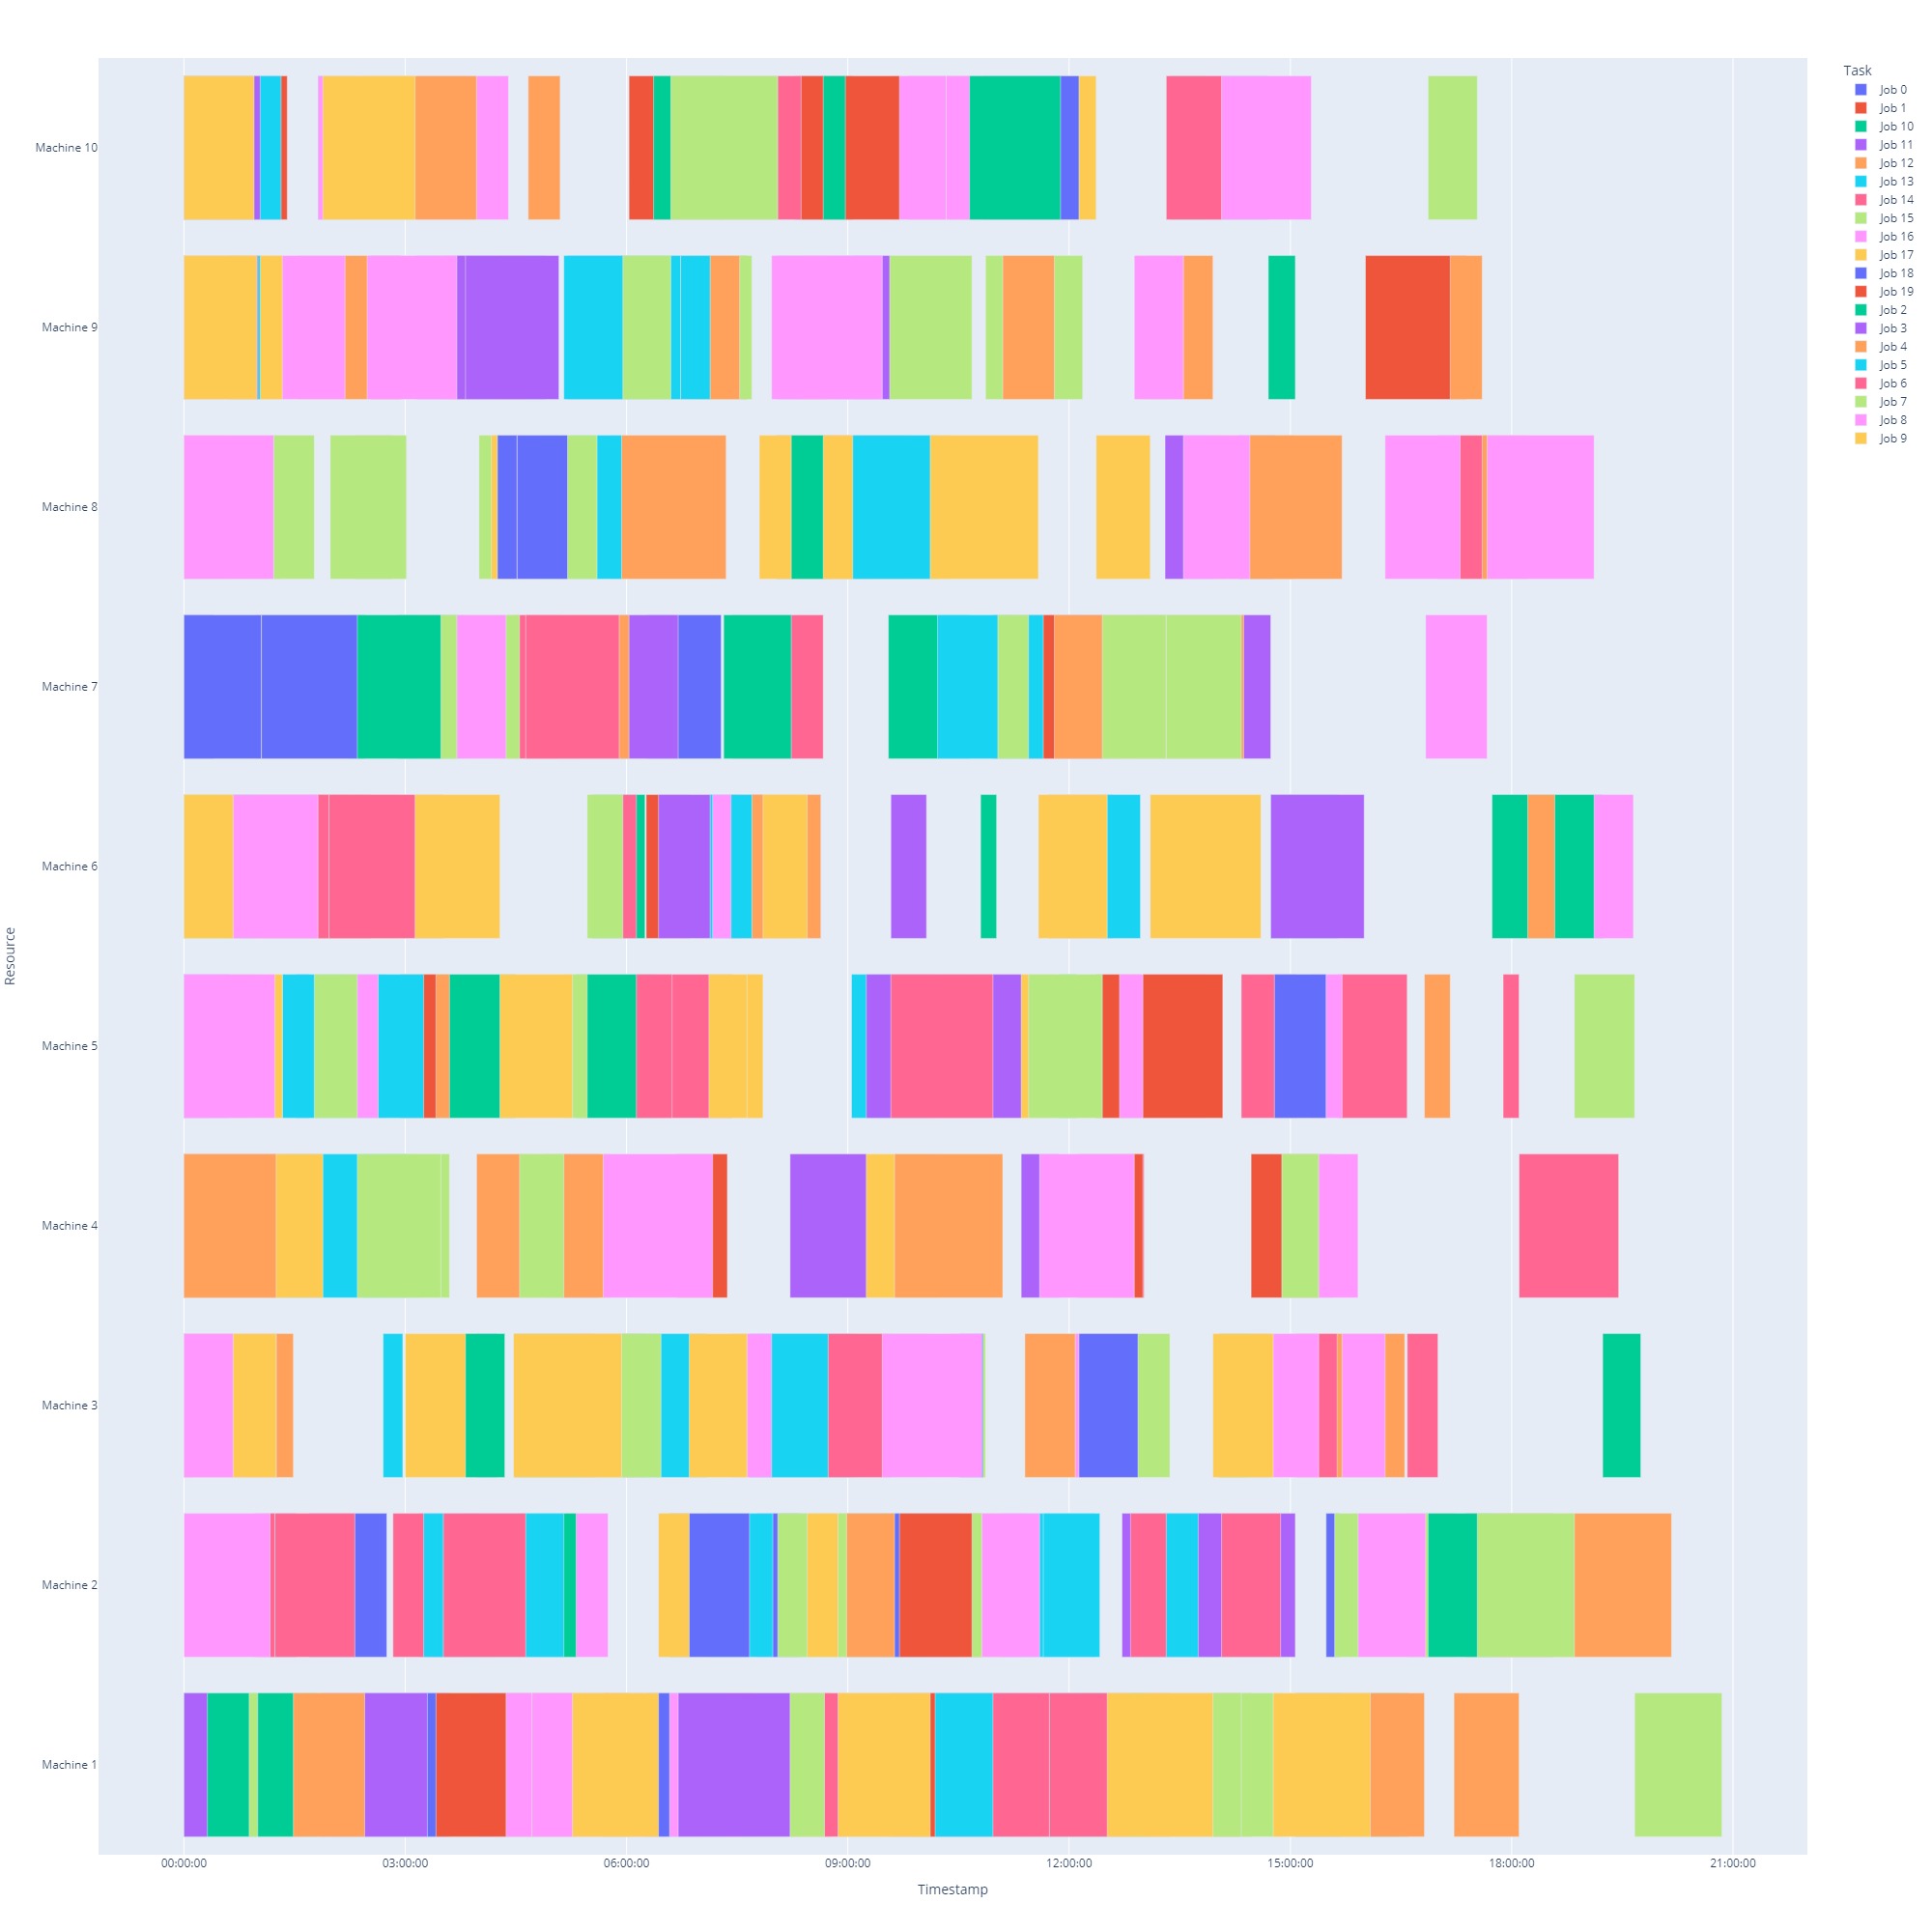 Task
Job 0
Job 1
Job 10
Job 11
Job 12
Job 13
Job 14
Job 15
Job 16
Job 17
Job 18
Job 19
Job 2
Job 3
Job 4
Job 5
Job 6
Job 7
Job 8
Job 9
Machine 10
Machine 9
Machine 8
Machine 7
Machine 6
Machine 5
Machine 4
Machine 3
Machine 2
Machine 1
Resource
00:00:00 03:00:00 06:00:00 09:00:00 12:00:00 15:00:00 18:00:00 21:00:00
Timestamp